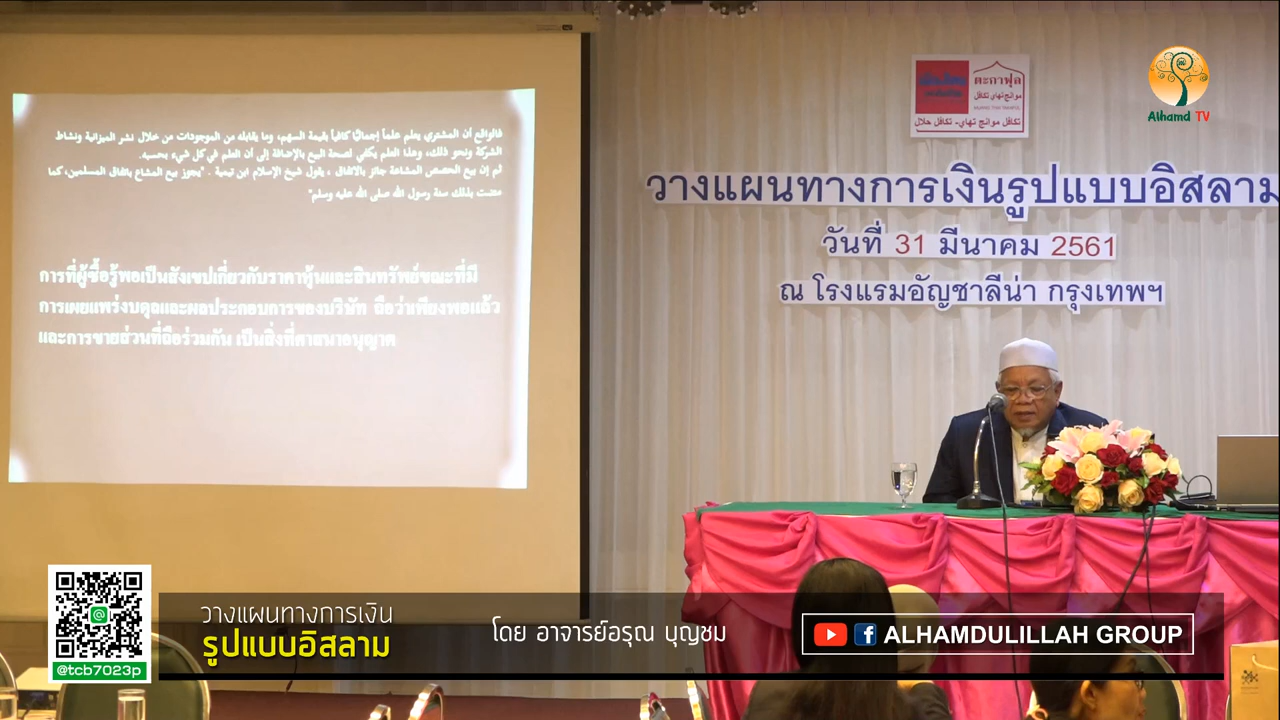 فالواقع أن المشتري يعلم علماً إجماليًّا كافياً بقيمة السهم، وما يقابله من الموجودات من خلال نشر الميزانية ونشاط
الشركة ونحو ذلك، وهذا العلم يكفي لصحة البيع بالإضافة إلى أن العلم في كل شيء بحسبه.
ثم إن بيع الحصص المشاعة جائز بالاتفاق ، يقول شيخ الإسلام ابن تيمية . "يجوز بيع المشاع باتفاق المسلمين، كما
مضت بذلك سنة رسول الله صلى الله عليه وسلم"
การที่ผู้ซื้อรู้พอเป็นสังเขปเกี่ยวกับราคาหุ้นและสินทรัพย์ขณะที่มี
การเผยแพร่งบดุลและผลประกอบการของบริษัท ถือว่าเพียงพอแล้ว
และการขายส่วนที่ถือร่วมกัน เป็นสิ่งที่ศาสนาอนุญาต
ตะกาฟุล
تكافل موانج تهاي- تكافل حلال
Alhamd TV
วางแผนทางการเงินรูปแบบอิสลาม
วันที่ 31 มีนาคม 2561
ณ โรงแรมอัญชาลีน่า กรุงเทพฯ
@tcb7023p
วางแผนทางการเงิน
รูปแบบอิสลาม
โดย อาจารย์อรุณ บุญชม
ALHAMDULILLAH GROUP